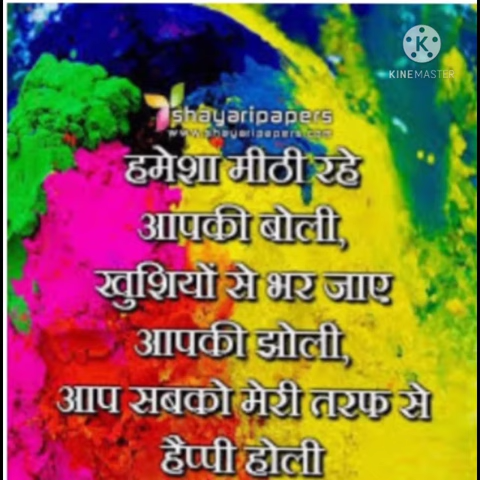 KINEMASTER
shayaripapers
www.shayaripapers.com
हमेशा मीठी रहे
आपकी बोली,
खुशियों से भर जाए
आपकी झोली,
आप सबको मेरी तरफ से
हैप्पी होली